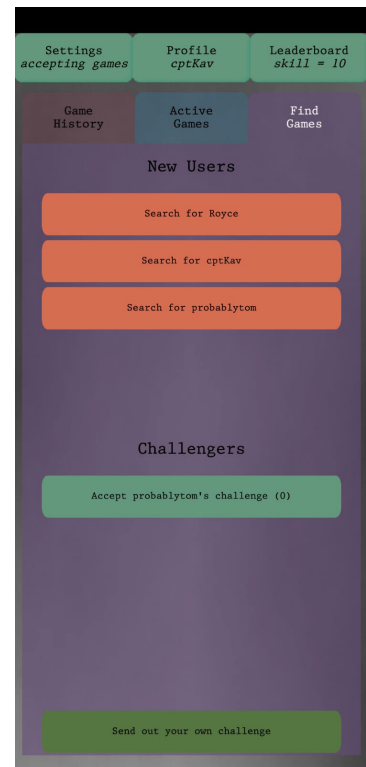 Settings
accepting games
Profile
cptKav
Leaderboard
skill = 10
Game
History
Active
Games
Find
Games
New Users
Search for Royce
Search for cptKav
Search for probablytom
Challengers
Accept probablytom's challenge (0)
Send out your own challenge